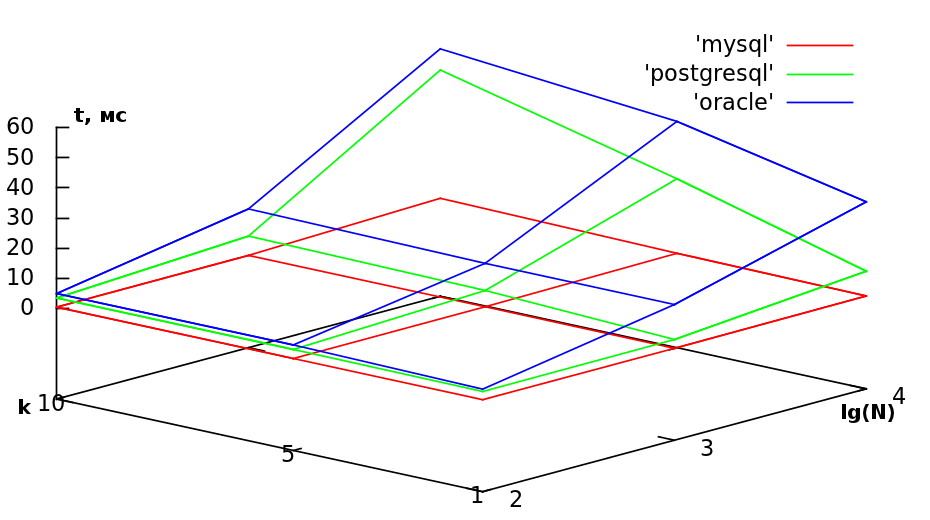 'mysql'
'postgresql'
'oracle'
t, мс
60
50
40
30
20
10
0
k 10
5
1
2
3
4
lg(N)